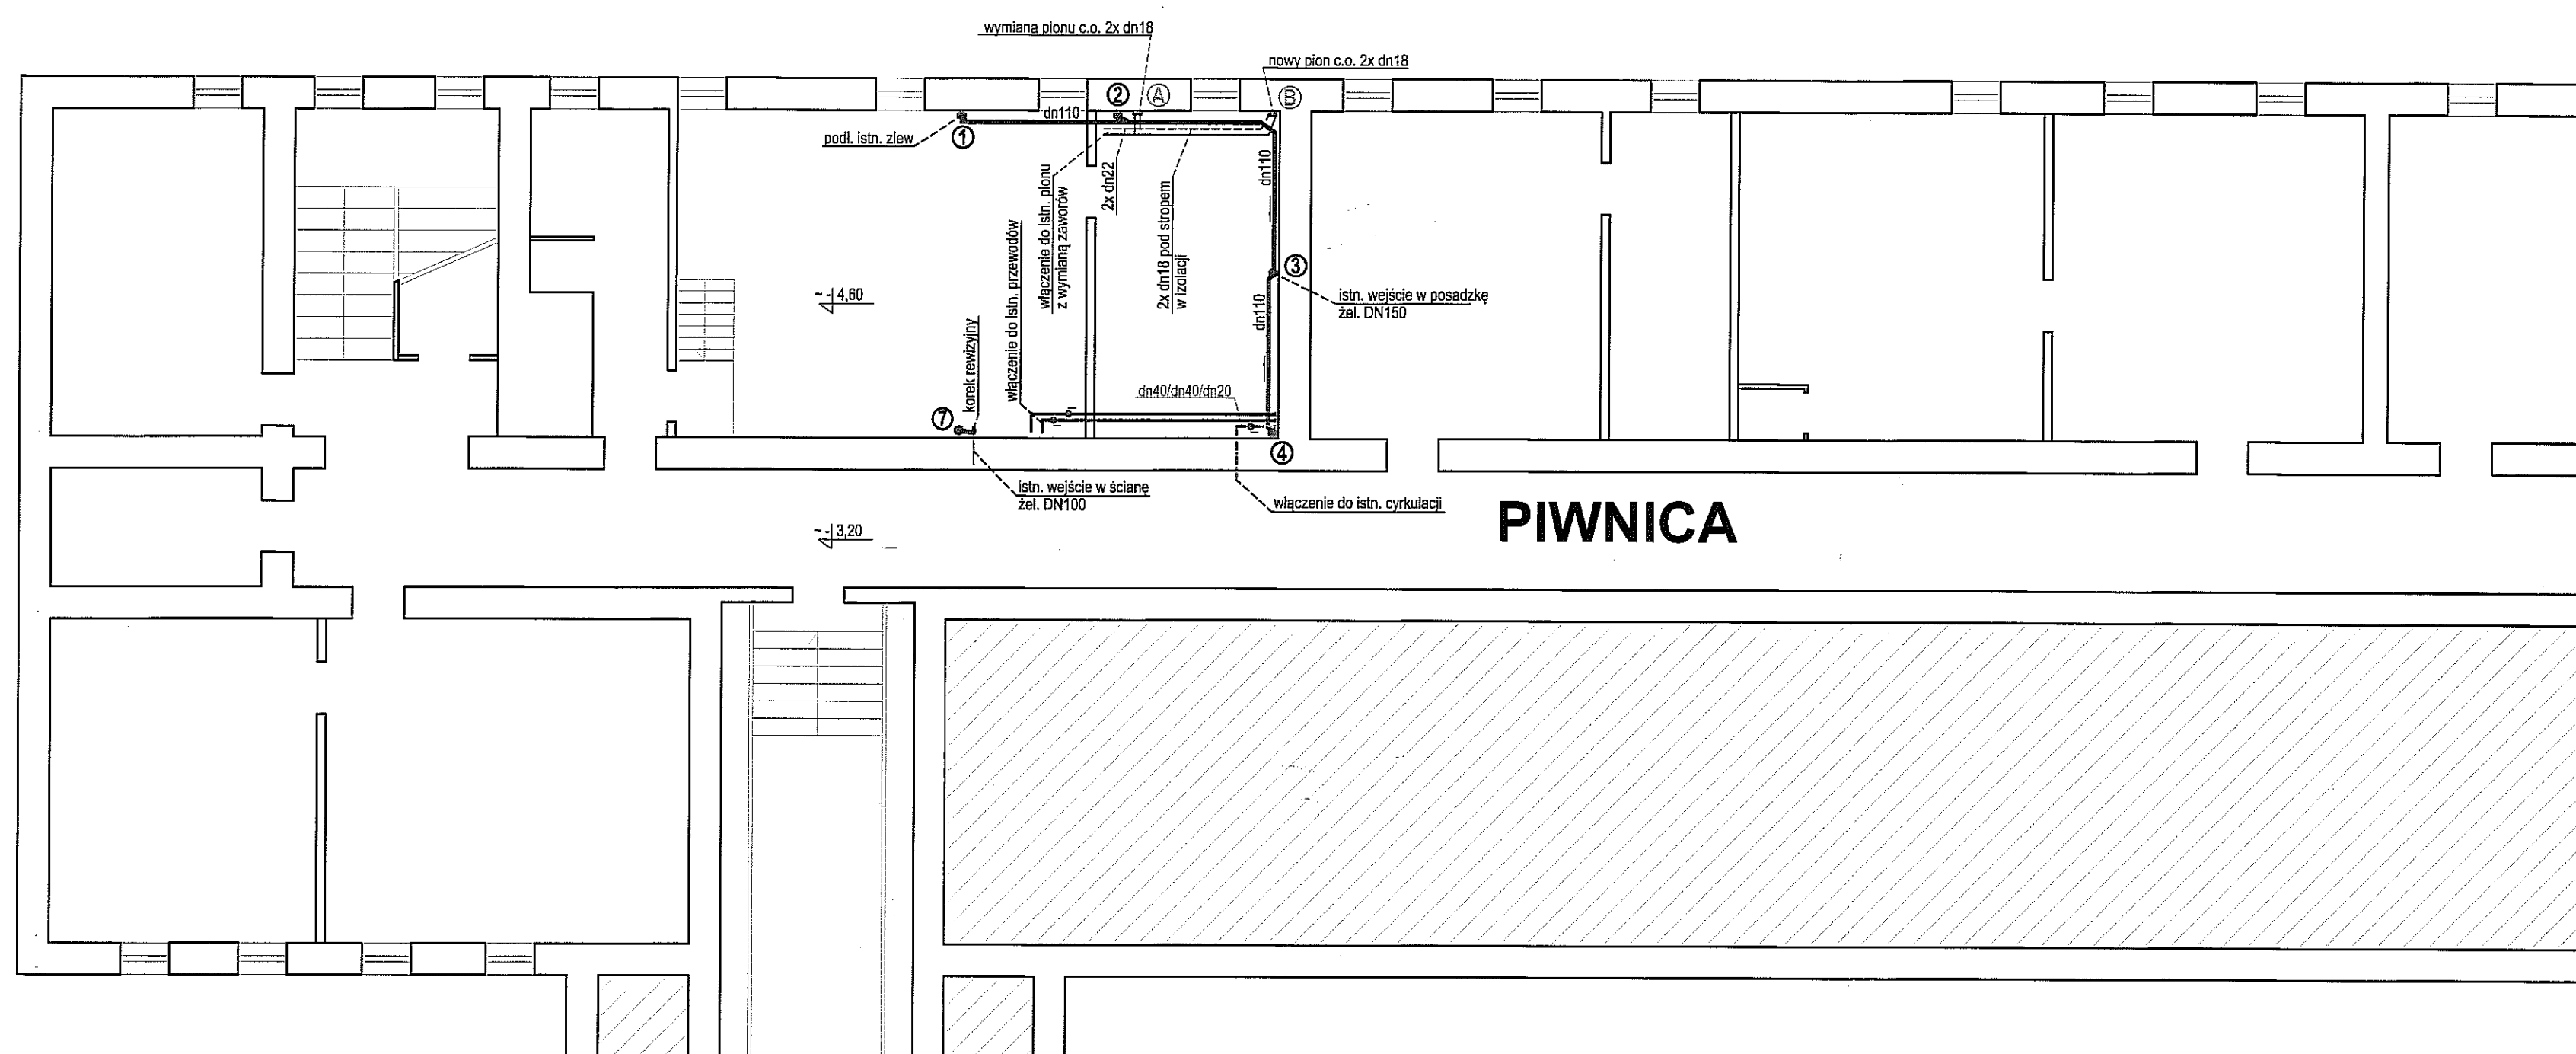 wymiana pionu c.o. 2x dn18
nowy pion c.o. 2x dn18
2
A
B
dn110
podł. istn. zlew
1
włączenie do istn. pionu
z wymianą zaworów
2x dn22
2x dn18 pod stropem
w izolacji
dn110
3
istn. wejście w posadzkę
żel. DN150
~ -4,60
włączenie do istn. przewodów
korek rewizyjny
dn110
dn40/dn40/dn20
7
4
istn. wejście w ścianę
żel. DN100
włączenie do istn. cyrkulacji
PIWNICA
~ -3,20